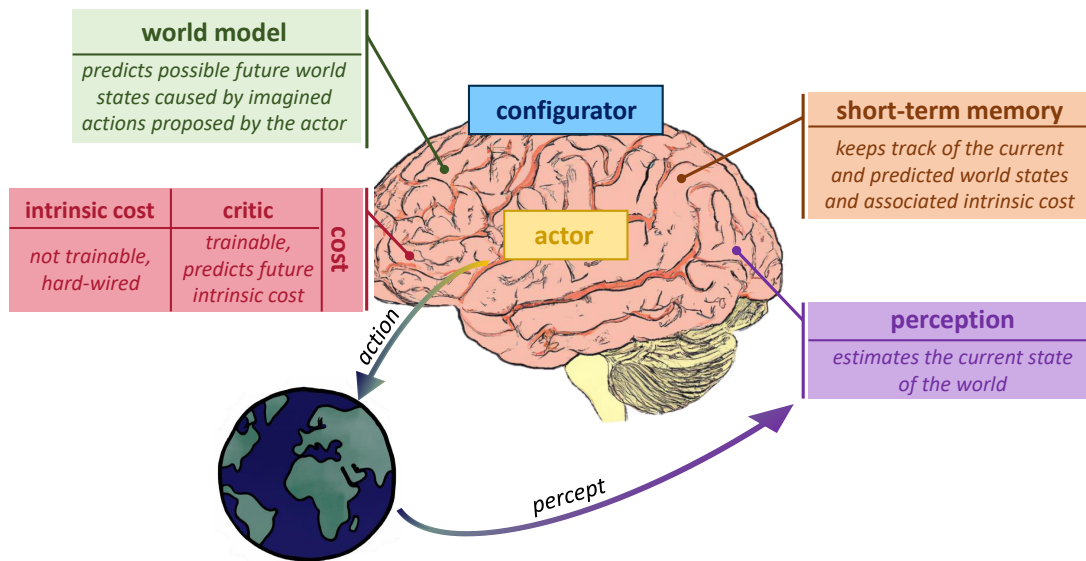 world model
predicts possible future world
states caused by imagined
actions proposed by the actor
configurator
short-term memory
keeps track of the current
and predicted world states
and associated intrinsic cost
intrinsic cost
not trainable,
hard-wired
critic
trainable,
predicts future
intrinsic cost
cost
actor
perception
estimates the current state
of the world
action
percept